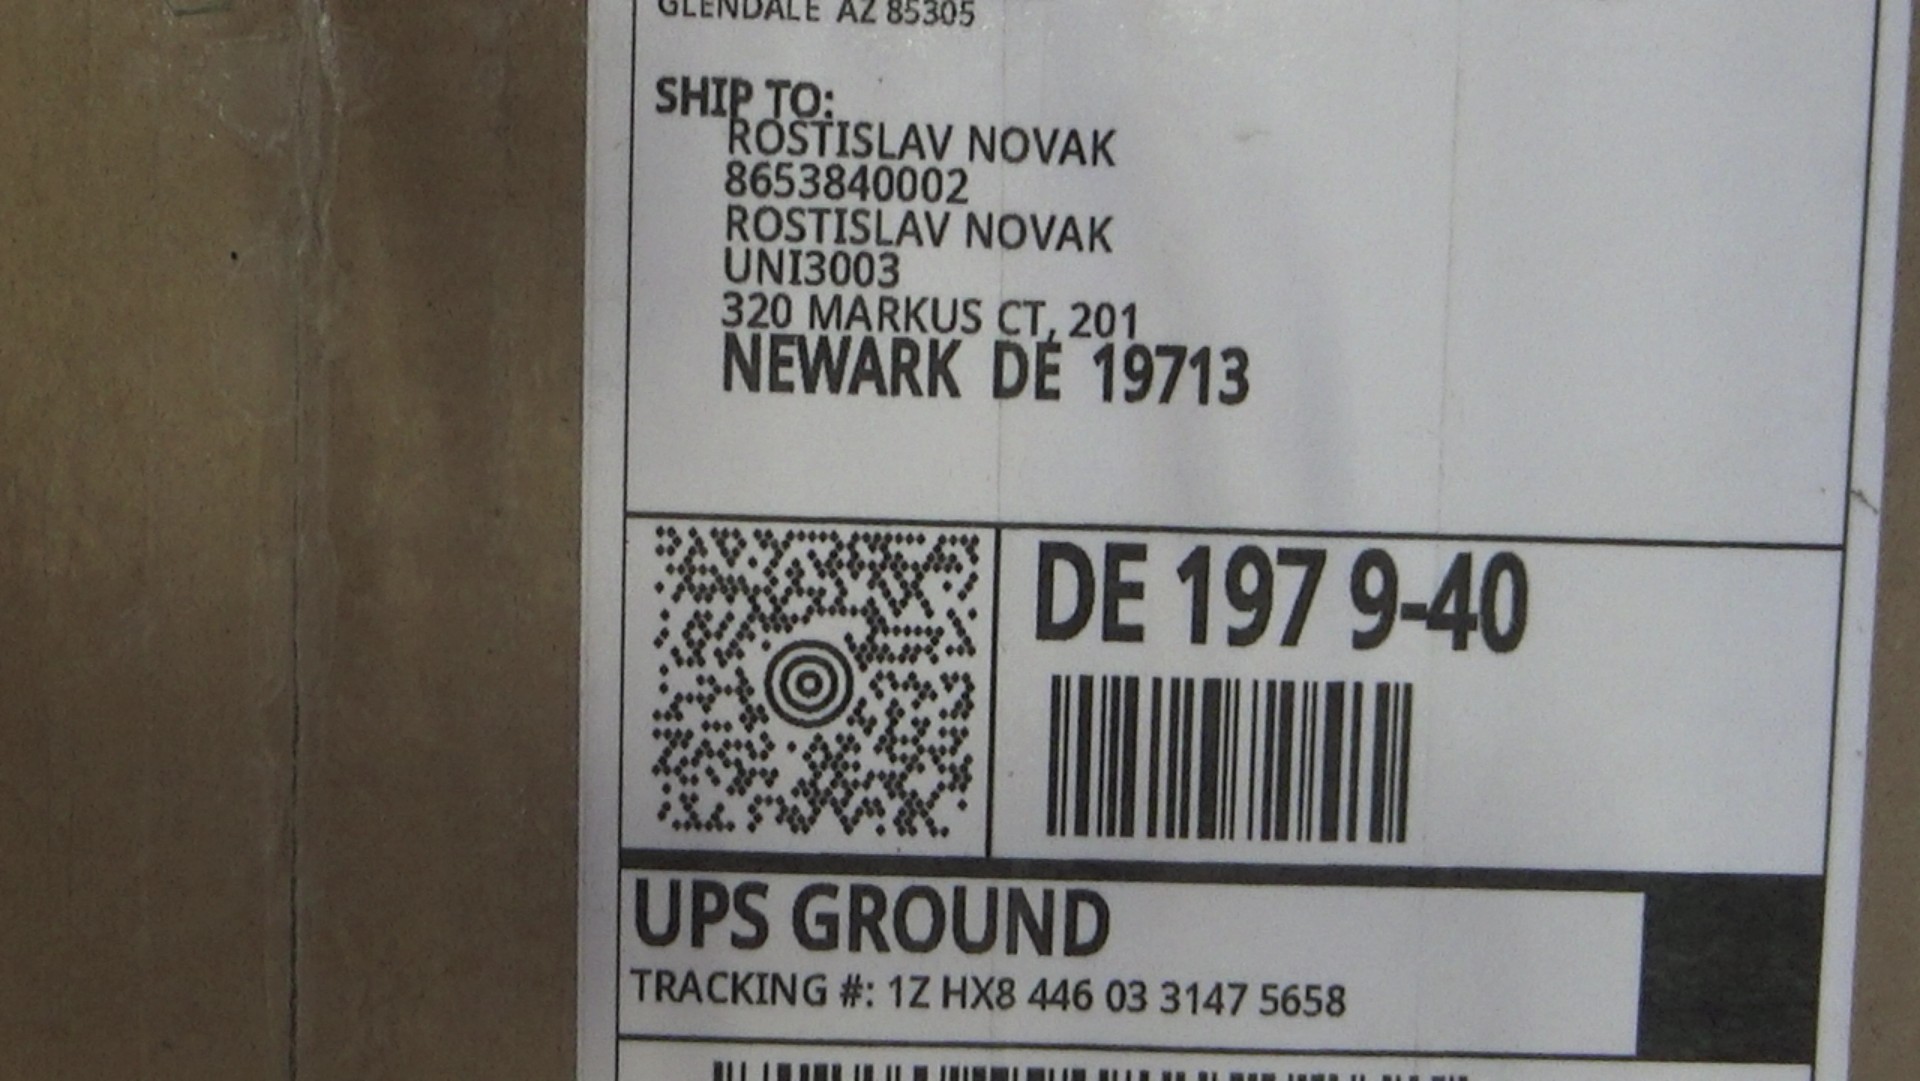 GLENDALE AZ 85305
SHIP TO:
ROSTISLAV NOVAK
8653840002
ROSTISLAV NOVAK
UNI3003
320 MARKUS CT, 201
NEWARK DE 19713
DE 197 9-40
UPS GROUND
TRACKING #: 1Z HX8 446 03 3147 5658